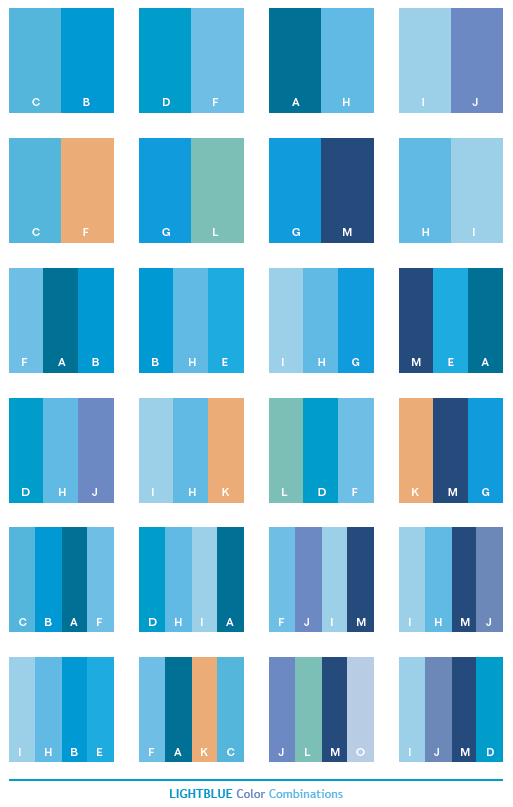 C B D F A H I J
C F G L G M H I
F A B B H E I H G M E A
D H J I H K L D F K M G
C B A F D H I A F J I M I H M J
I H B E F A K C J L M O I J M D
LIGHTBLUE Color Combinations